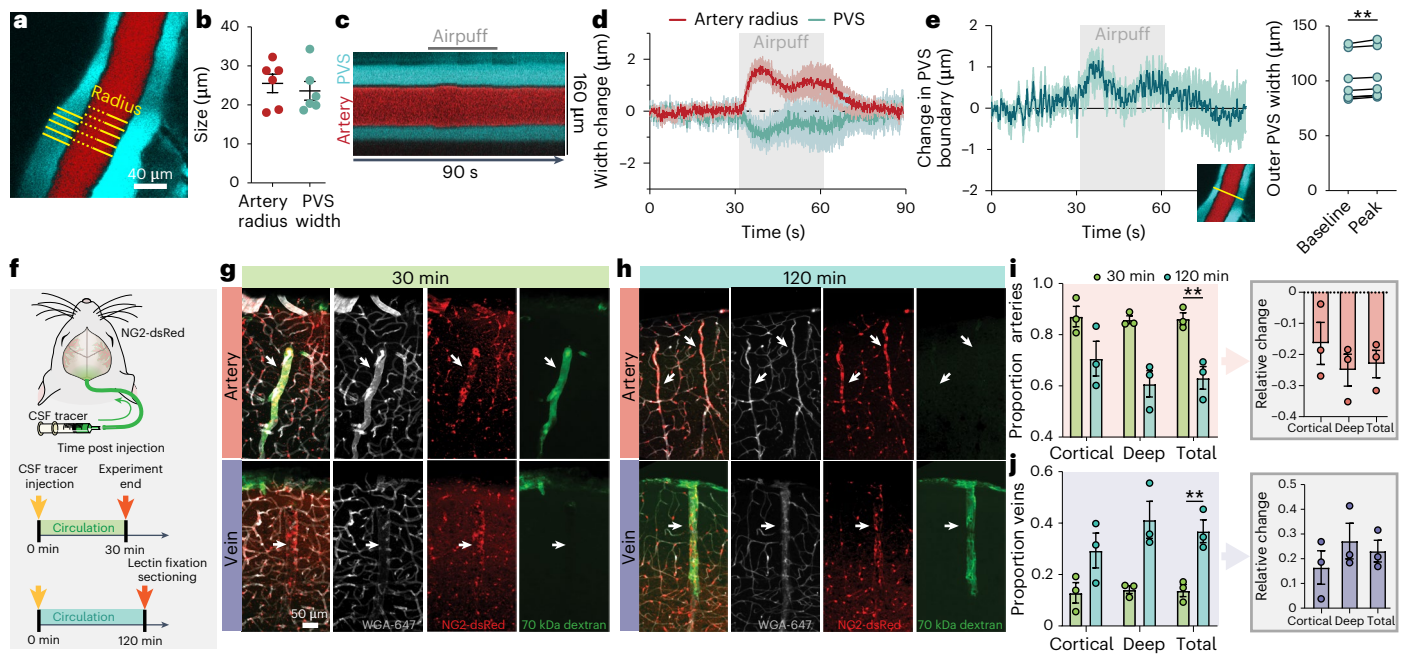 a
Radius
40 µm
b
Size (µm)
40
30
20
10
0
Artery
radius
PVS
width
c
Airpuff
PVS
Artery
160 µm
90 s
d
Artery radius
PVS
Airpuff
Width change (µm)
2
0
−2
0
30
60
90
Time (s)
e
Airpuff
Change in PVS
boundary (µm)
2
1
0
−1
−2
0
30
60
Time (s)
Outer PVS width (µm)
150
100
50
0
**
Baseline
Peak
f
NG2-dsRed
CSF tracer
Time post injection
CSF tracer
injection
Experiment
end
Circulation
0 min
30 min
Lectin fixation
sectioning
Circulation
0 min
120 min
g
30 min
Artery
Vein
50 µm
WGA-647
NG2-dsRed
70 kDa dextran
h
120 min
Artery
Vein
WGA-647
NG2-dsRed
70 kDa dextran
i
30 min
120 min
Proportion arteries
1.0
0.8
0.6
0.4
**
Cortical
Deep
Total
Relative change
0
−0.1
−0.2
−0.3
−0.4
Cortical
Deep
Total
j
Proportion veins
0.6
0.4
0.2
0
**
Cortical
Deep
Total
Relative change
0.5
0.4
0.3
0.2
0.1
0
Cortical
Deep
Total